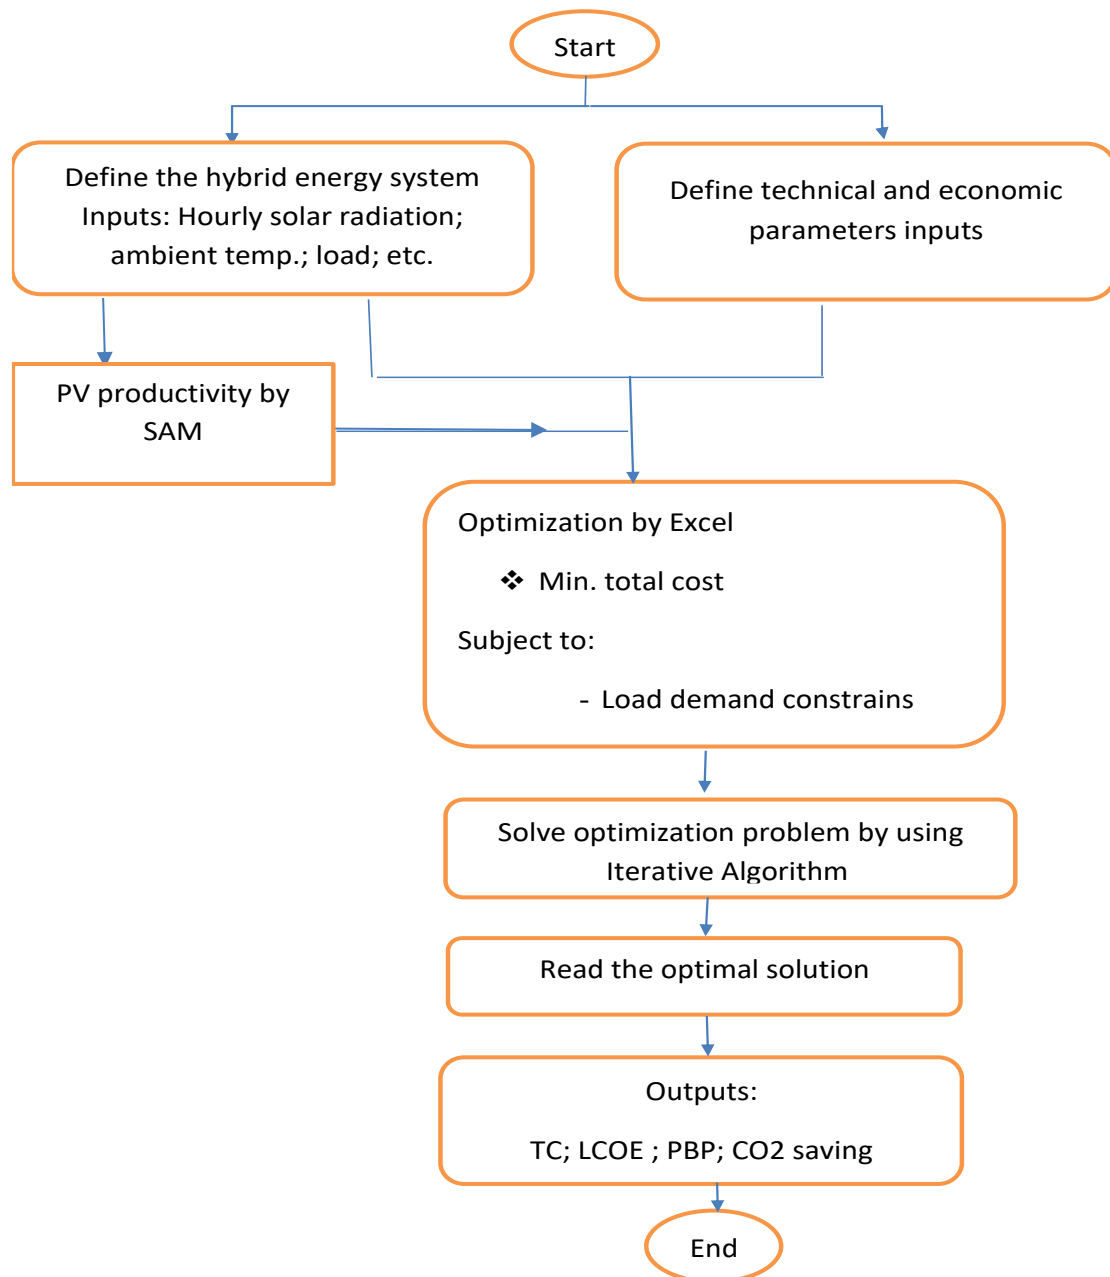 Start
Define the hybrid energy system
Inputs: Hourly solar radiation;
ambient temp.; load; etc.
Define technical and economic
parameters inputs
PV productivity by
SAM
Optimization by Excel
❖ Min. total cost
Subject to:
- Load demand constrains
Solve optimization problem by using
Iterative Algorithm
Read the optimal solution
Outputs:
TC; LCOE ; PBP; CO2 saving
End